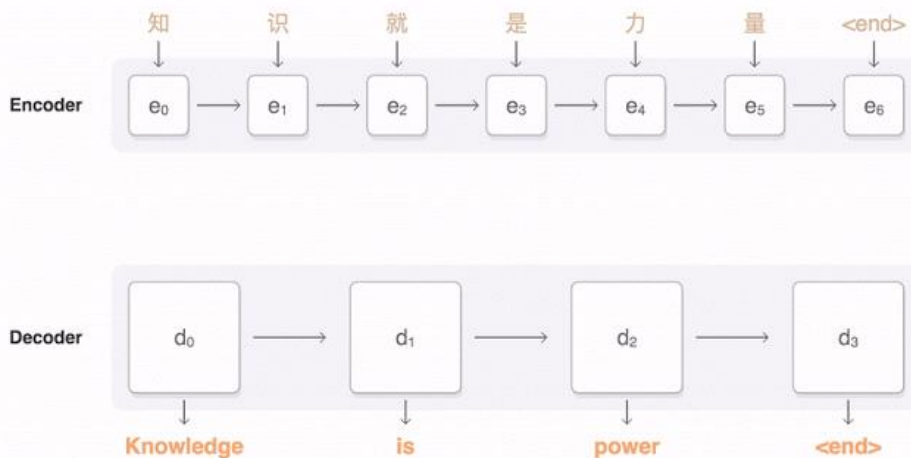 知 识 就 是 力 量 <end>
Encoder e₀ e₁ e₂ e₃ e₄ e₅ e₆
Decoder d₀ d₁ d₂ d₃
Knowledge is power <end>